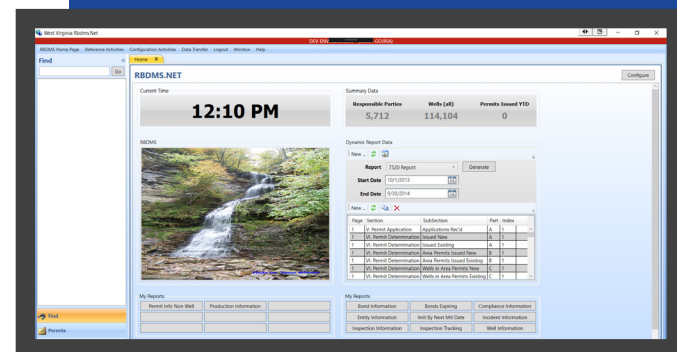 West Virginia Rbdms.Net
DEV ENV /GOJIRA)
RBDMS Home Page Reference Activities Configuration Activities Data Transfer Logout Window Help
Find
Home X
Go
RBDMS.NET
Configure
Current Time
12:10 PM
Summary Data
Responsible Parties Wells (all) Permits Issued YTD
5,712 114,104 0
RBDMS
Dynamic Report Data
New ...
Report 7520 Report Generate
Start Date 10/1/2013
End Date 9/30/2014
New ...
Page Section SubSection Part Index
1 V. Permit Application Applications Rec'd A 1
1 VI. Permit Determination Issued New A 1
1 VI. Permit Determination Issued Existing A 1
1 VI. Permit Determination Area Permits Issued New B 1
1 VI. Permit Determination Area Permits Issued Existing B 1
1 VI. Permit Determination Wells in Area Permits New C 1
1 VI. Permit Determination Wells in Area Permits Existing C 1
My Reports
Permit Info Non Well Production Information
My Reports
Bond Information Bonds Expiring Compliance Information
Entity Information Insit By Next Mit Date Incident Information
Inspection Information Inspection Tracking Well Information
Find
Permits